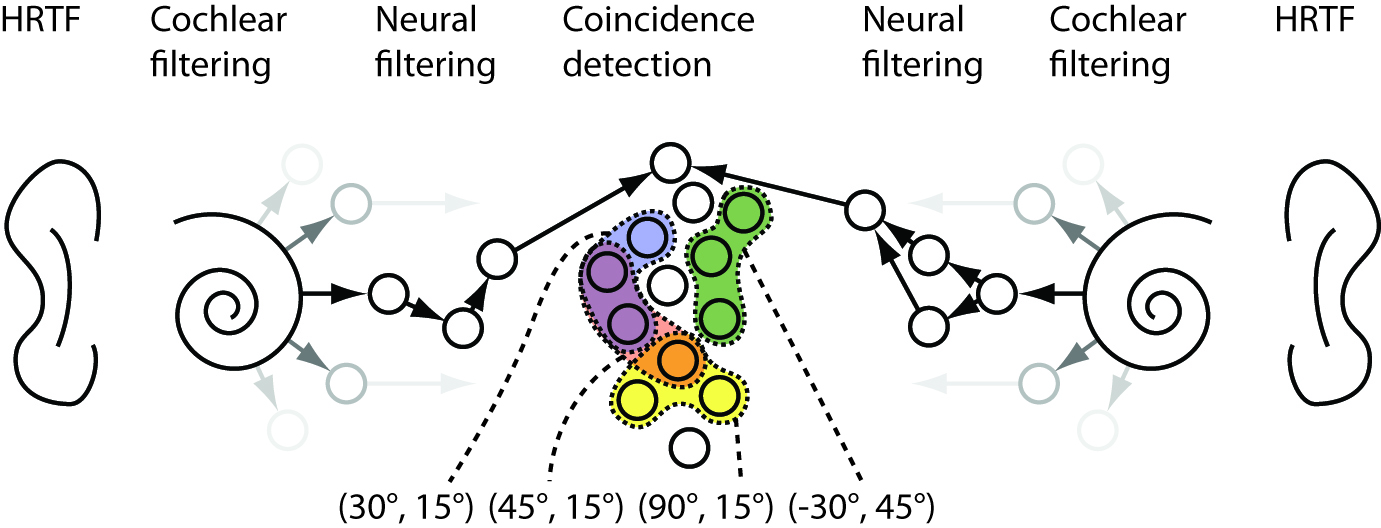 HRTF
Cochlear
filtering
Neural
filtering
Coincidence
detection
Neural
filtering
Cochlear
filtering
HRTF
(30°, 15°) (45°, 15°) (90°, 15°) (-30°, 45°)